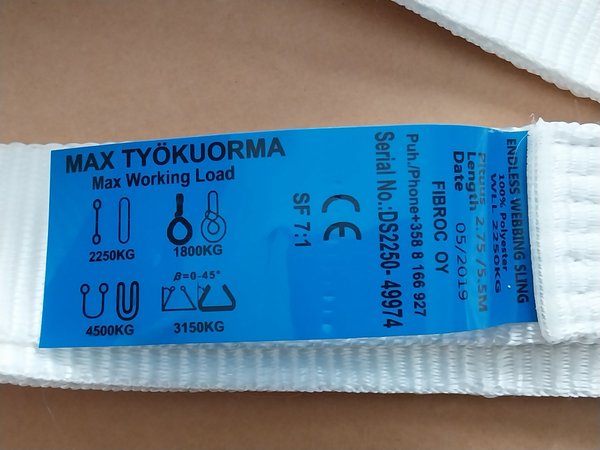 MAX TYÖKUORMA
Max Working Load
2250KG
1800KG
4500KG
β=0-45°
3150KG
SF 7:1
CE
Serial No.:DS2250- 49974
Puh./Phone+358 8 166 927
FIBROC OY
Date 05/2019
Length 2.75 /5.5M
Pituus
WLL 2250KG
100% Polyester
ENDLESS WEBBING SLING